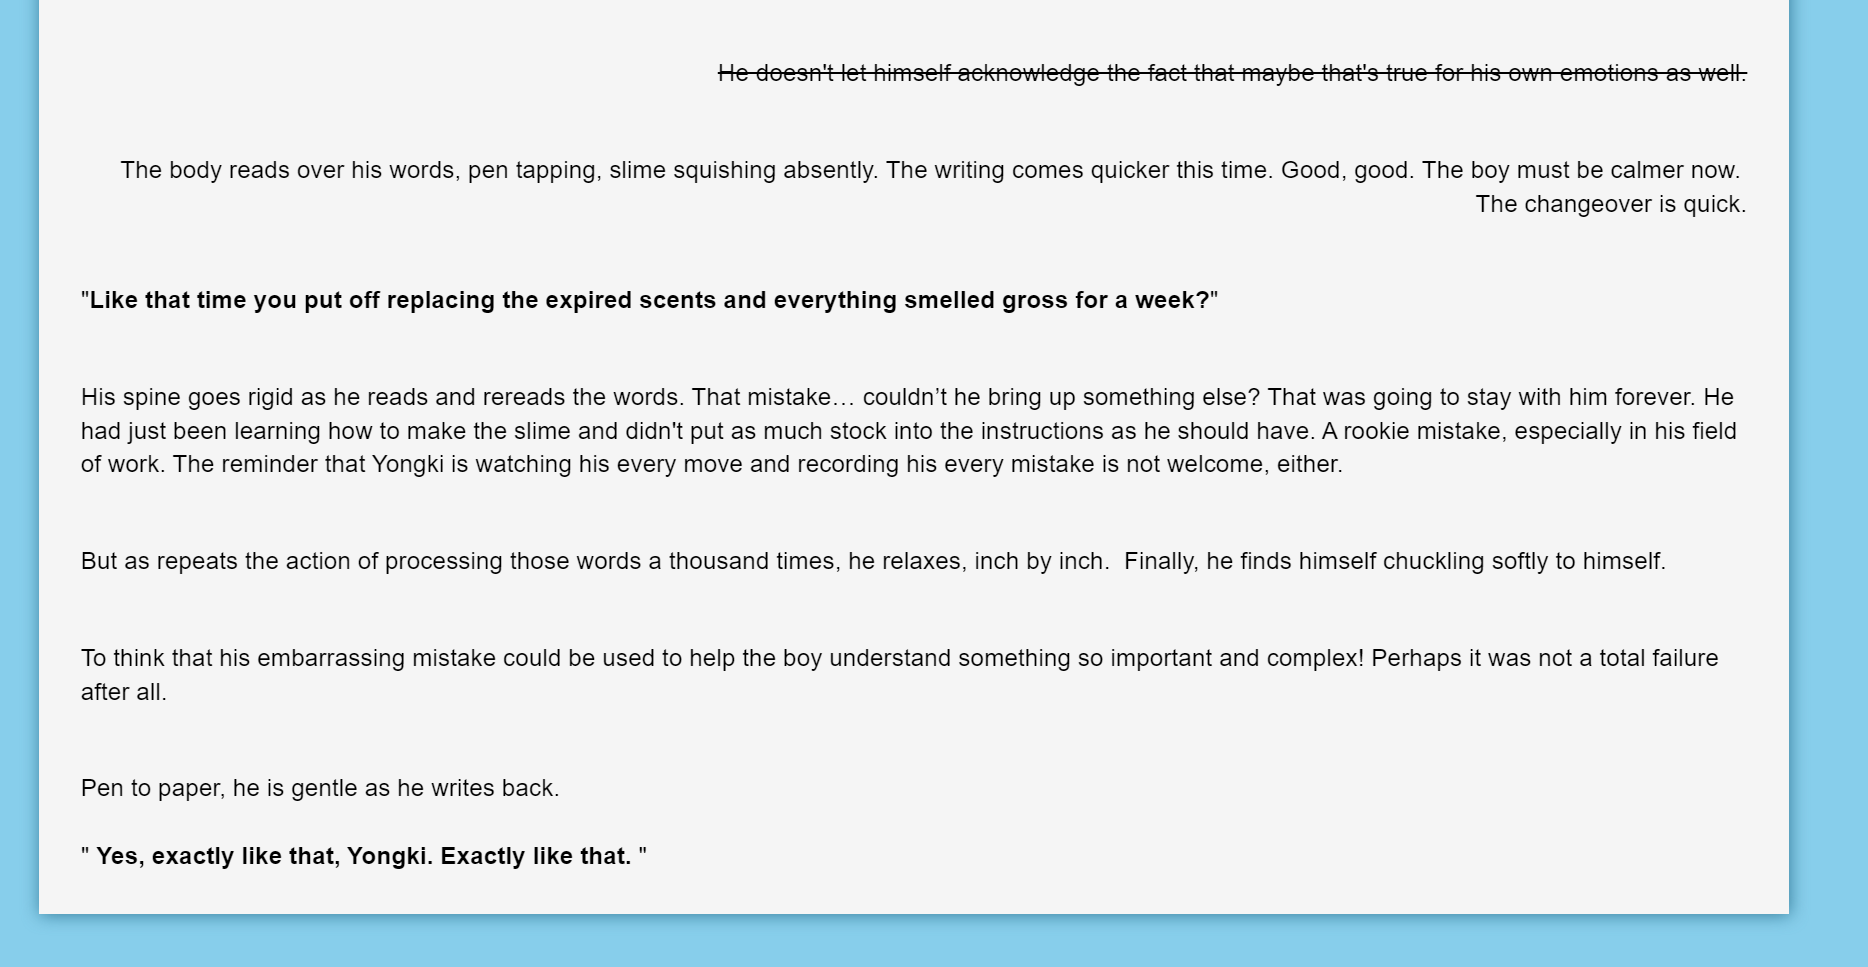 He doesn't let himself acknowledge the fact that maybe that's true for his own emotions as well.
The body reads over his words, pen tapping, slime squishing absently. The writing comes quicker this time. Good, good. The boy must be calmer now.
The changeover is quick.
"Like that time you put off replacing the expired scents and everything smelled gross for a week?"
His spine goes rigid as he reads and rereads the words. That mistake… couldn’t he bring up something else? That was going to stay with him forever. He
had just been learning how to make the slime and didn't put as much stock into the instructions as he should have. A rookie mistake, especially in his field
of work. The reminder that Yongki is watching his every move and recording his every mistake is not welcome, either.
But as repeats the action of processing those words a thousand times, he relaxes, inch by inch.  Finally, he finds himself chuckling softly to himself.
To think that his embarrassing mistake could be used to help the boy understand something so important and complex! Perhaps it was not a total failure
after all.
Pen to paper, he is gentle as he writes back.
" Yes, exactly like that, Yongki. Exactly like that. "